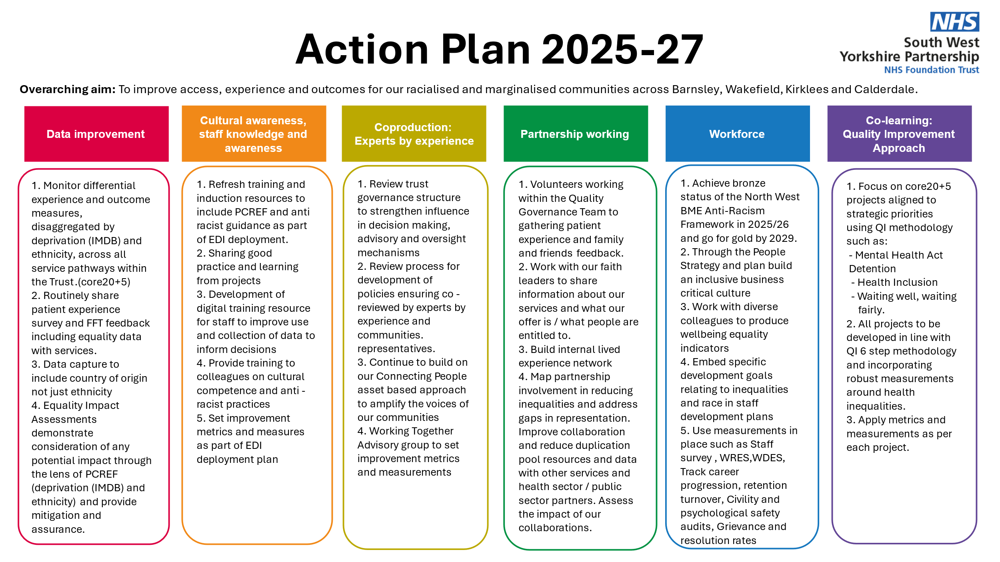 Action Plan 2025-27
NHS
South West
Yorkshire Partnership
NHS Foundation Trust
Overarching aim: To improve access, experience and outcomes for our racialised and marginalised communities across Barnsley, Wakefield, Kirklees and Calderdale.
Data improvement
1. Monitor differential
experience and outcome
measures,
disaggregated by
deprivation (IMDB) and
ethnicity, across all
service pathways within
the Trust.(core20+5)
2. Routinely share
patient experience
survey and FFT feedback
including equality data
with services.
3. Data capture to
include country of origin
not just ethnicity
4. Equality Impact
Assessments
demonstrate
consideration of any
potential impact through
the lens of PCREF
(deprivation (IMDB) and
ethnicity) and provide
mitigation and
assurance.
Cultural awareness,
staff knowledge and
awareness
1. Refresh training and
induction resources to
include PCREF and anti
racist guidance as part
of EDI deployment.
2. Sharing good
practice and learning
from projects
3. Development of
digital training resource
for staff to improve use
and collection of data to
inform decisions
4. Provide training to
colleagues on cultural
competence and anti -
racist practices
5. Set improvement
metrics and measures
as part of EDI
deployment plan
Coproduction:
Experts by experience
1. Review trust
governance structure
to strengthen influence
in decision making,
advisory and oversight
mechanisms
2. Review process for
development of
policies ensuring co -
reviewed by experts by
experience and
communities.
representatives.
3. Continue to build on
our Connecting People
asset based approach
to amplify the voices of
our communities
4. Working Together
Advisory group to set
improvement metrics
and measurements
Partnership working
1. Volunteers working
within the Quality
Governance Team to
gathering patient
experience and family
and friends feedback.
2. Work with our faith
leaders to share
information about our
services and what our
offer is / what people are
entitled to.
3. Build internal lived
experience network
4. Map partnership
involvement in reducing
inequalities and address
gaps in representation.
Improve collaboration
and reduce duplication
pool resources and data
with other services and
health sector / public
sector partners. Assess
the impact of our
collaborations.
Workforce
1. Achieve bronze
status of the North West
BME Anti-Racism
Framework in 2025/26
and go for gold by 2029.
2. Through the People
Strategy and plan build
an inclusive business
critical culture
3. Work with diverse
colleagues to produce
wellbeing equality
indicators
4. Embed specific
development goals
relating to inequalities
and race in staff
development plans
5. Use measurements in
place such as Staff
survey , WRES,WDES,
Track career
progression, retention
turnover, Civility and
psychological safety
audits, Grievance and
resolution rates
Co-learning:
Quality Improvement
Approach
1. Focus on core20+5
projects aligned to
strategic priorities
using QI methodology
such as:
- Mental Health Act
Detention
- Health Inclusion
- Waiting well, waiting
fairly.
2. All projects to be
developed in line with
QI 6 step methodology
and incorporating
robust measurements
around health
inequalities.
3. Apply metrics and
measurements as per
each project.